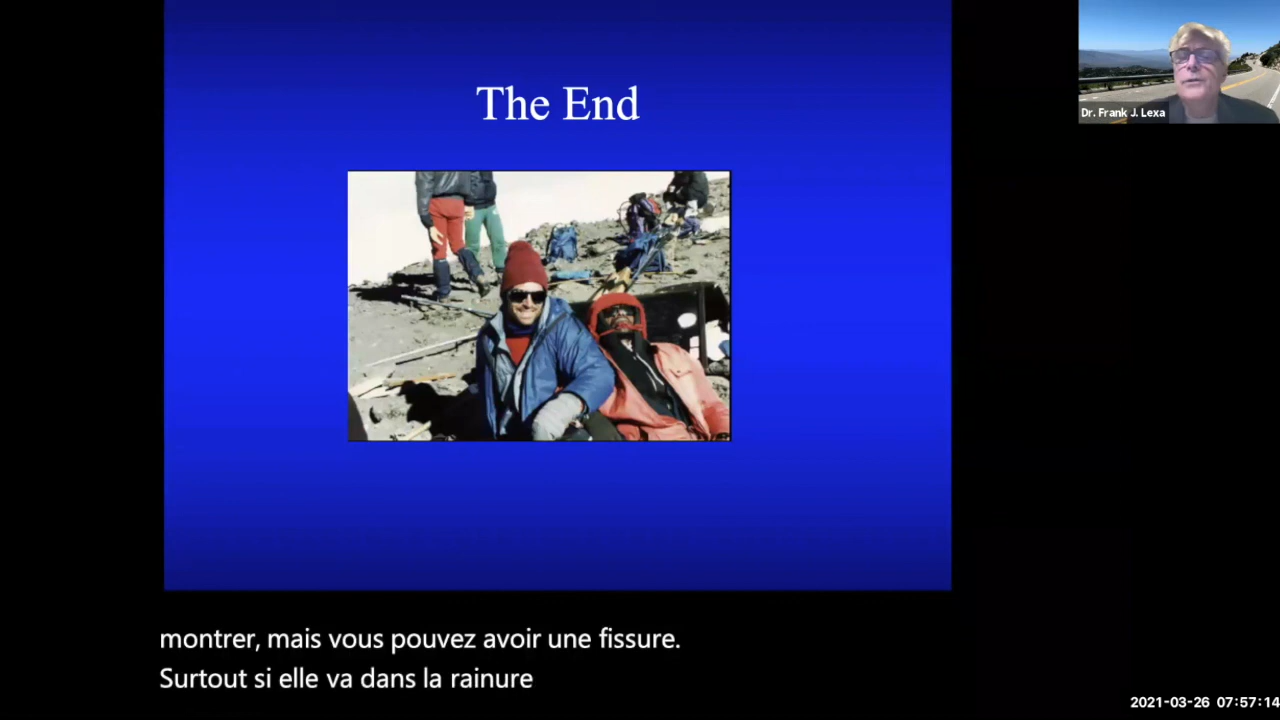 The End
Dr. Frank J. Lexa
montrer, mais vous pouvez avoir une fissure.
Surtout si elle va dans la rainure
2021-03-26 07:57:14